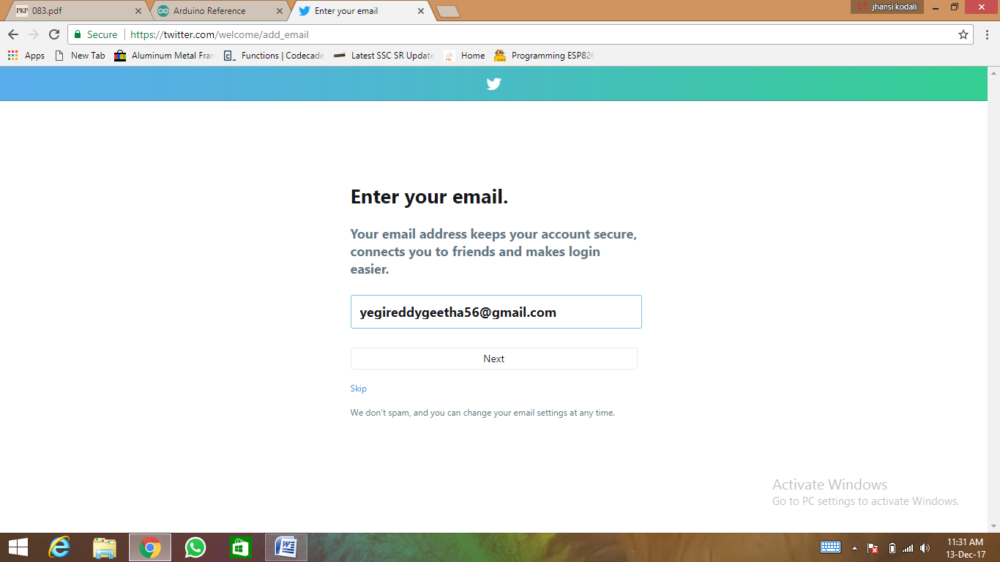 PKP 083.pdf
Arduino Reference
Enter your email
jhansi kodali
Secure
https://twitter.com/welcome/add_email
Apps
New Tab
Aluminum Metal Fran
Functions | Codecade
Latest SSC SR Update
Home
Programming ESP826
Enter your email.
Your email address keeps your account secure,
connects you to friends and makes login
easier.
yegireddygeetha56@gmail.com
Next
Skip
We don't spam, and you can change your email settings at any time.
Activate Windows
Go to PC settings to activate Windows.
11:31 AM
13-Dec-17